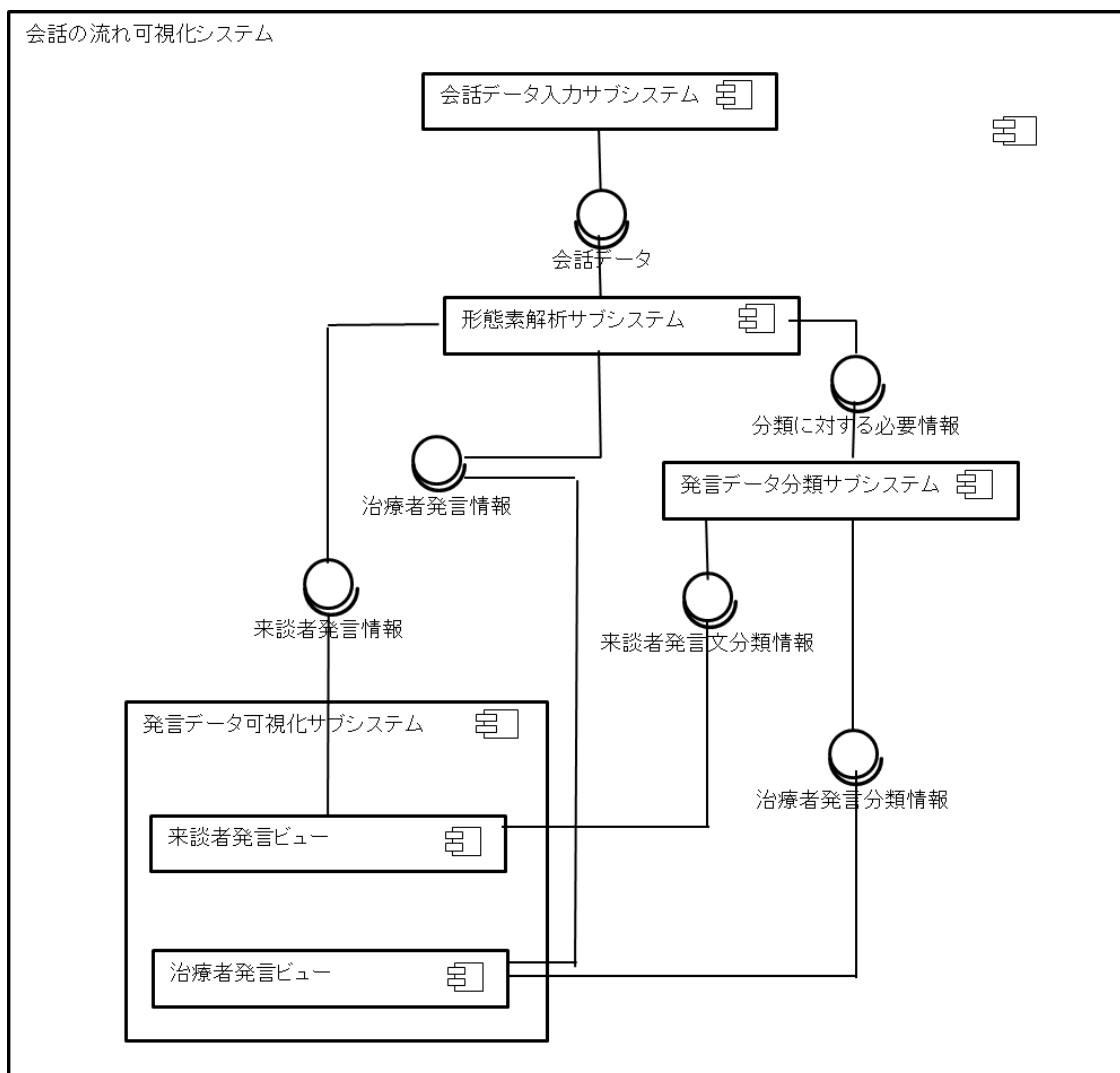 会話の流れ可視化システム
会話データ入力サブシステム
会話データ
形態素解析サブシステム
分類に対する必要情報
発言データ分類サブシステム
治療者発言情報
来談者発言情報
来談者発言文分類情報
発言データ可視化サブシステム
治療者発言分類情報
来談者発言ビュー
治療者発言ビュー